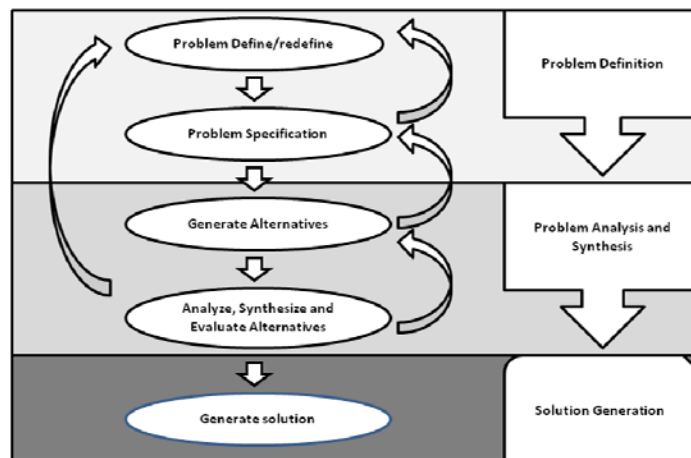 Problem Define/redefine
Problem Definition
Problem Specification
Generate Alternatives
Problem Analysis and
Synthesis
Analyze, Synthesize and
Evaluate Alternatives
Generate solution
Solution Generation